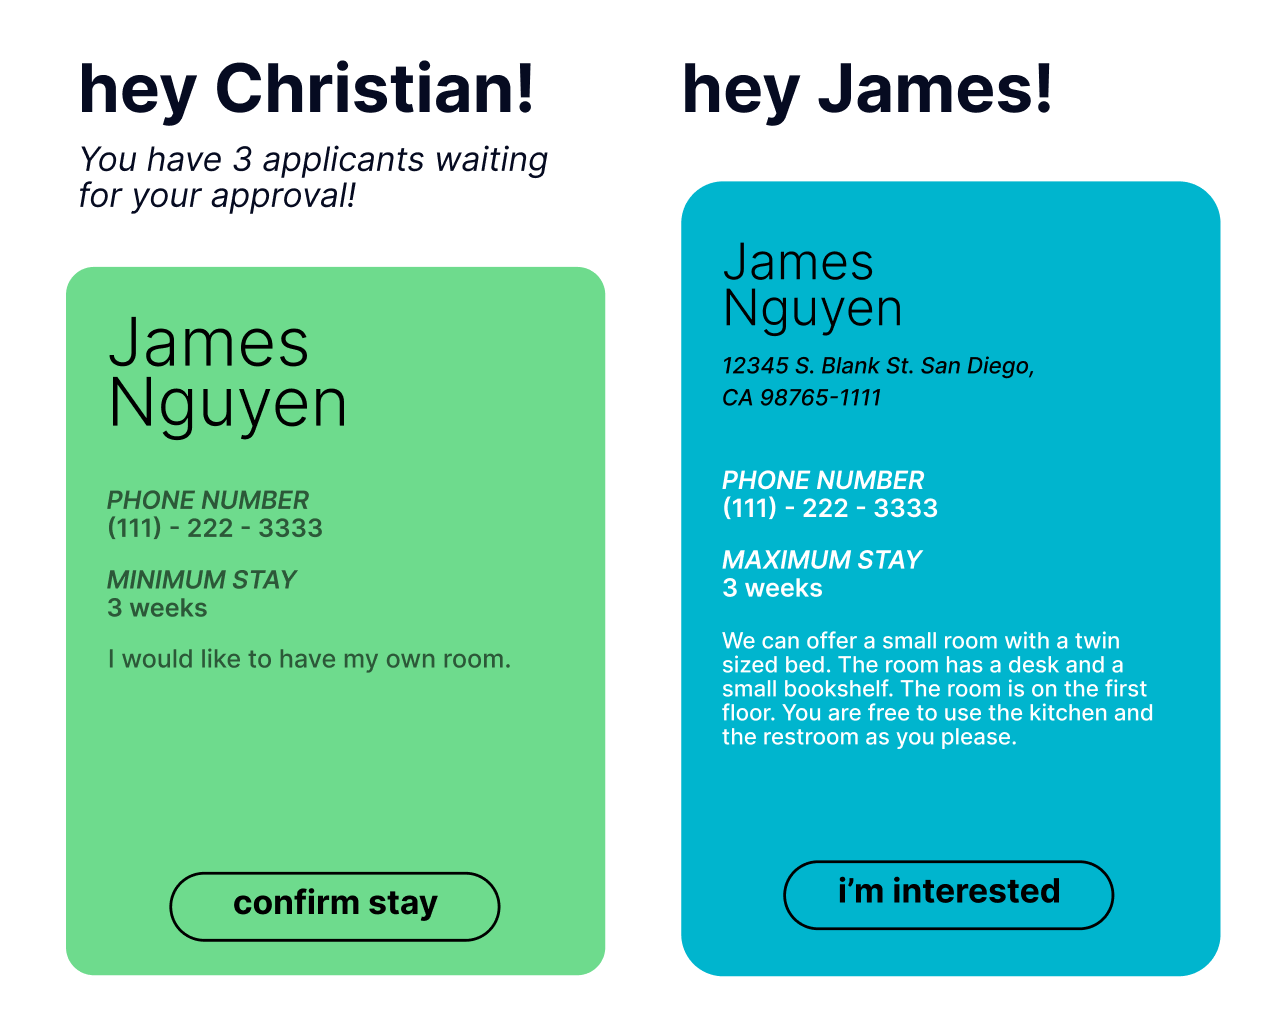 hey Christian!
You have 3 applicants waiting
for your approval!
James
Nguyen
PHONE NUMBER
(111) - 222 - 3333
MINIMUM STAY
3 weeks
I would like to have my own room.
confirm stay
hey James!
James
Nguyen
12345 S. Blank St. San Diego,
CA 98765-1111
PHONE NUMBER
(111) - 222 - 3333
MAXIMUM STAY
3 weeks
We can offer a small room with a twin
sized bed. The room has a desk and a
small bookshelf. The room is on the first
floor. You are free to use the kitchen and
the restroom as you please.
i’m interested